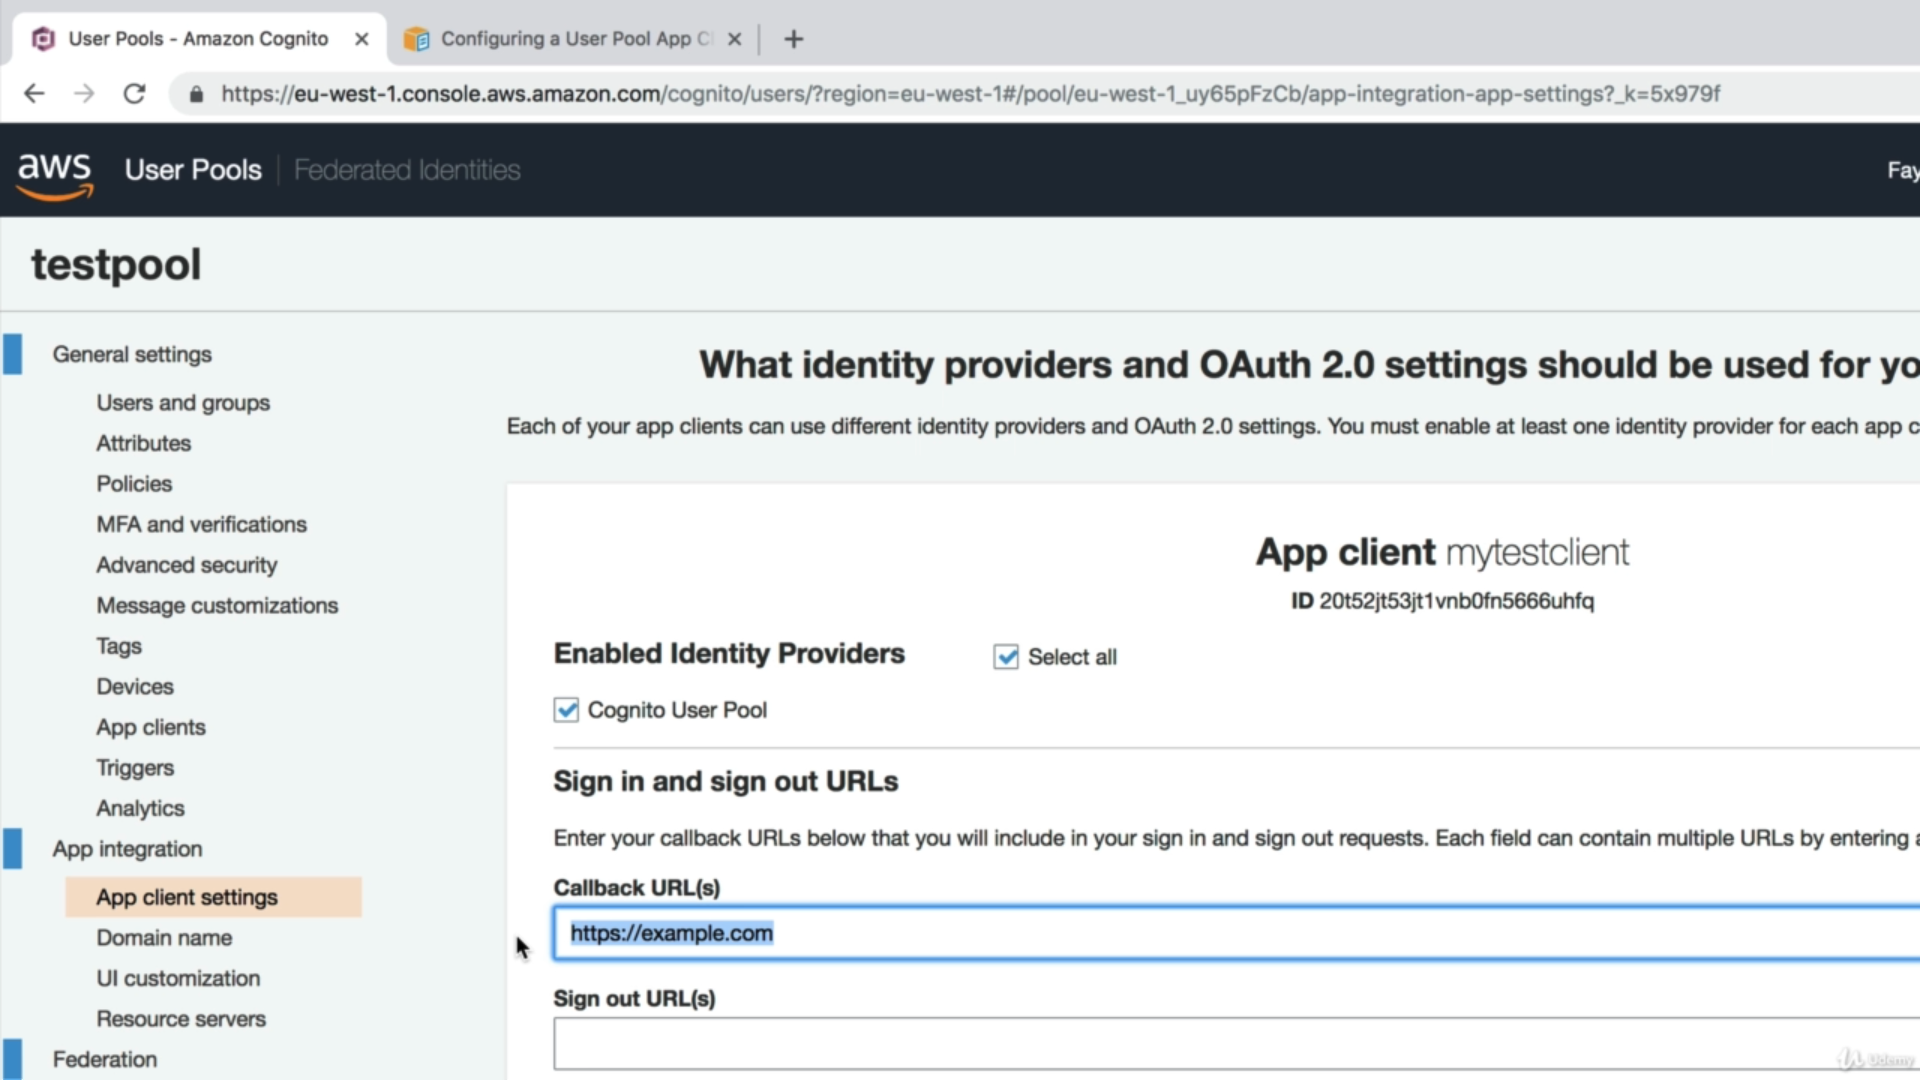 User Pools - Amazon Cognito
Configuring a User Pool App C
https://eu-west-1.console.aws.amazon.com/cognito/users/?region=eu-west-1#/pool/eu-west-1_uy65pFzCb/app-integration-app-settings?_k=5x979f
aws User Pools Federated Identities Fay
testpool
General settings
Users and groups
Attributes
Policies
MFA and verifications
Advanced security
Message customizations
Tags
Devices
App clients
Triggers
Analytics
App integration
App client settings
Domain name
UI customization
Resource servers
Federation
What identity providers and OAuth 2.0 settings should be used for yo
Each of your app clients can use different identity providers and OAuth 2.0 settings. You must enable at least one identity provider for each app c
App client mytestclient
ID 20t52jt53jt1vnb0fn5666uhfq
Enabled Identity Providers Select all
Cognito User Pool
Sign in and sign out URLs
Enter your callback URLs below that you will include in your sign in and sign out requests. Each field can contain multiple URLs by entering a
Callback URL(s)
https://example.com
Sign out URL(s)
Udemy